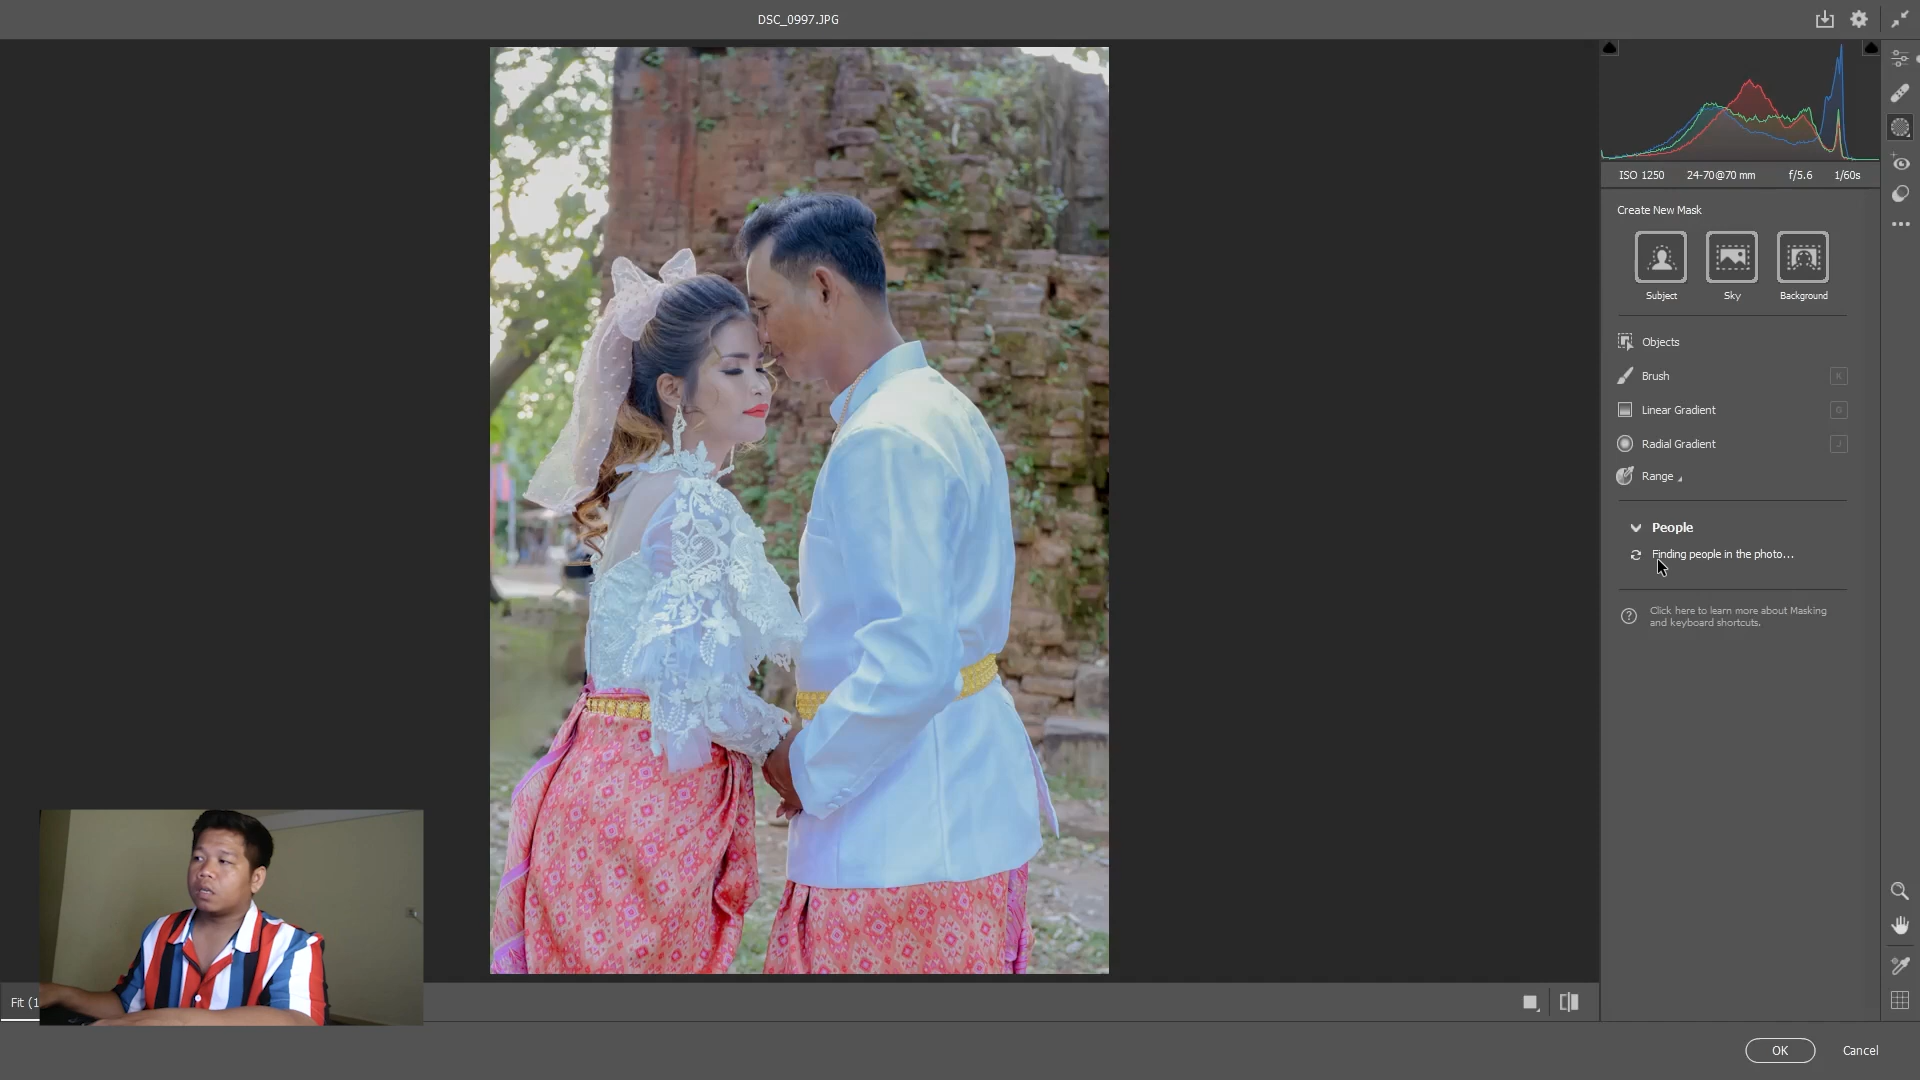 DSC_0997.JPG
ISO 1250 24-70@70 mm f/5.6 1/60s
Create New Mask
Subject Sky Background
Objects
Brush K
Linear Gradient G
Radial Gradient J
Range
People
Finding people in the photo...
Click here to learn more about Masking
and keyboard shortcuts.
Fit (1
OK Cancel